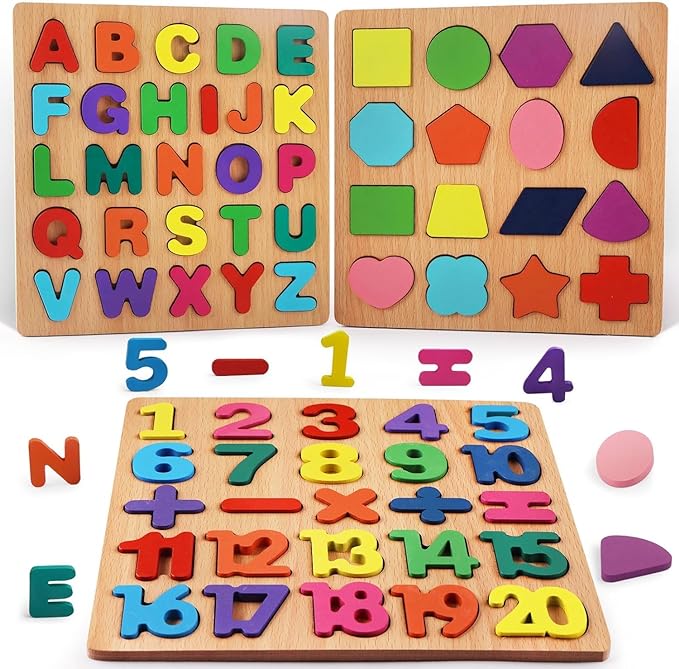 A B C D E
F G H I J K
L M N O P
Q R S T U
V W X Y Z
5 - 1 = 4
1 2 3 4 5
6 7 8 9 10
+ - × ÷ =
11 12 13 14 15
16 17 18 19 20
N
E